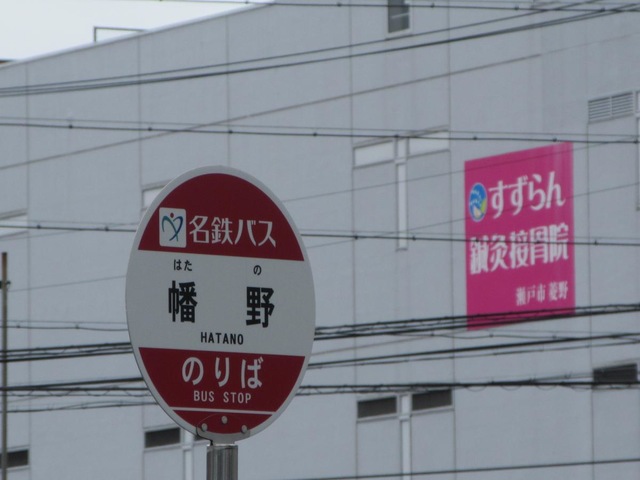 名鉄バス
はた の
幡 野
HATANO
のりば
BUS STOP
すずらん
鍼灸接骨院
瀬戸市 菱野